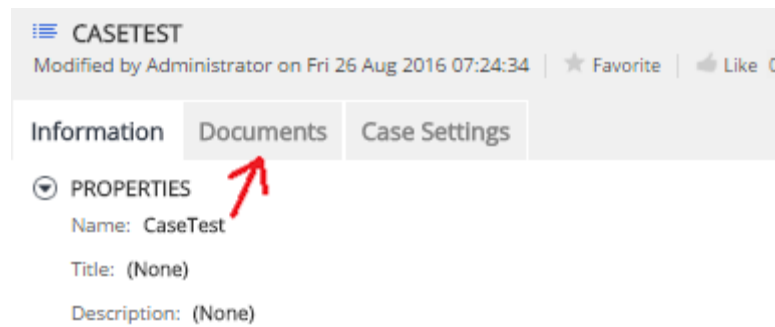 CASETEST
Modified by Administrator on Fri 26 Aug 2016 07:24:34 Favorite Like
Information Documents Case Settings
PROPERTIES
Name: CaseTest
Title: (None)
Description: (None)